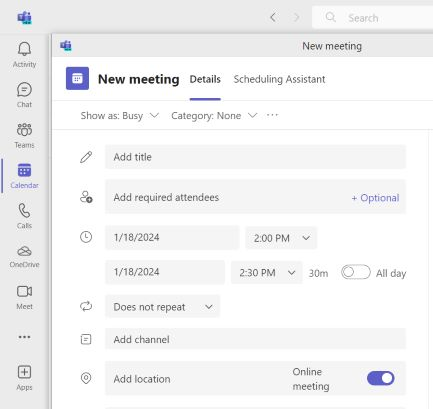 Search
New meeting
Activity
Chat
Teams
Calendar
Calls
OneDrive
Meet
Apps
New meeting Details Scheduling Assistant
Show as: Busy Category: None ...
Add title
Add required attendees + Optional
1/18/2024 2:00 PM
1/18/2024 2:30 PM 30m All day
Does not repeat
Add channel
Add location Online
meeting